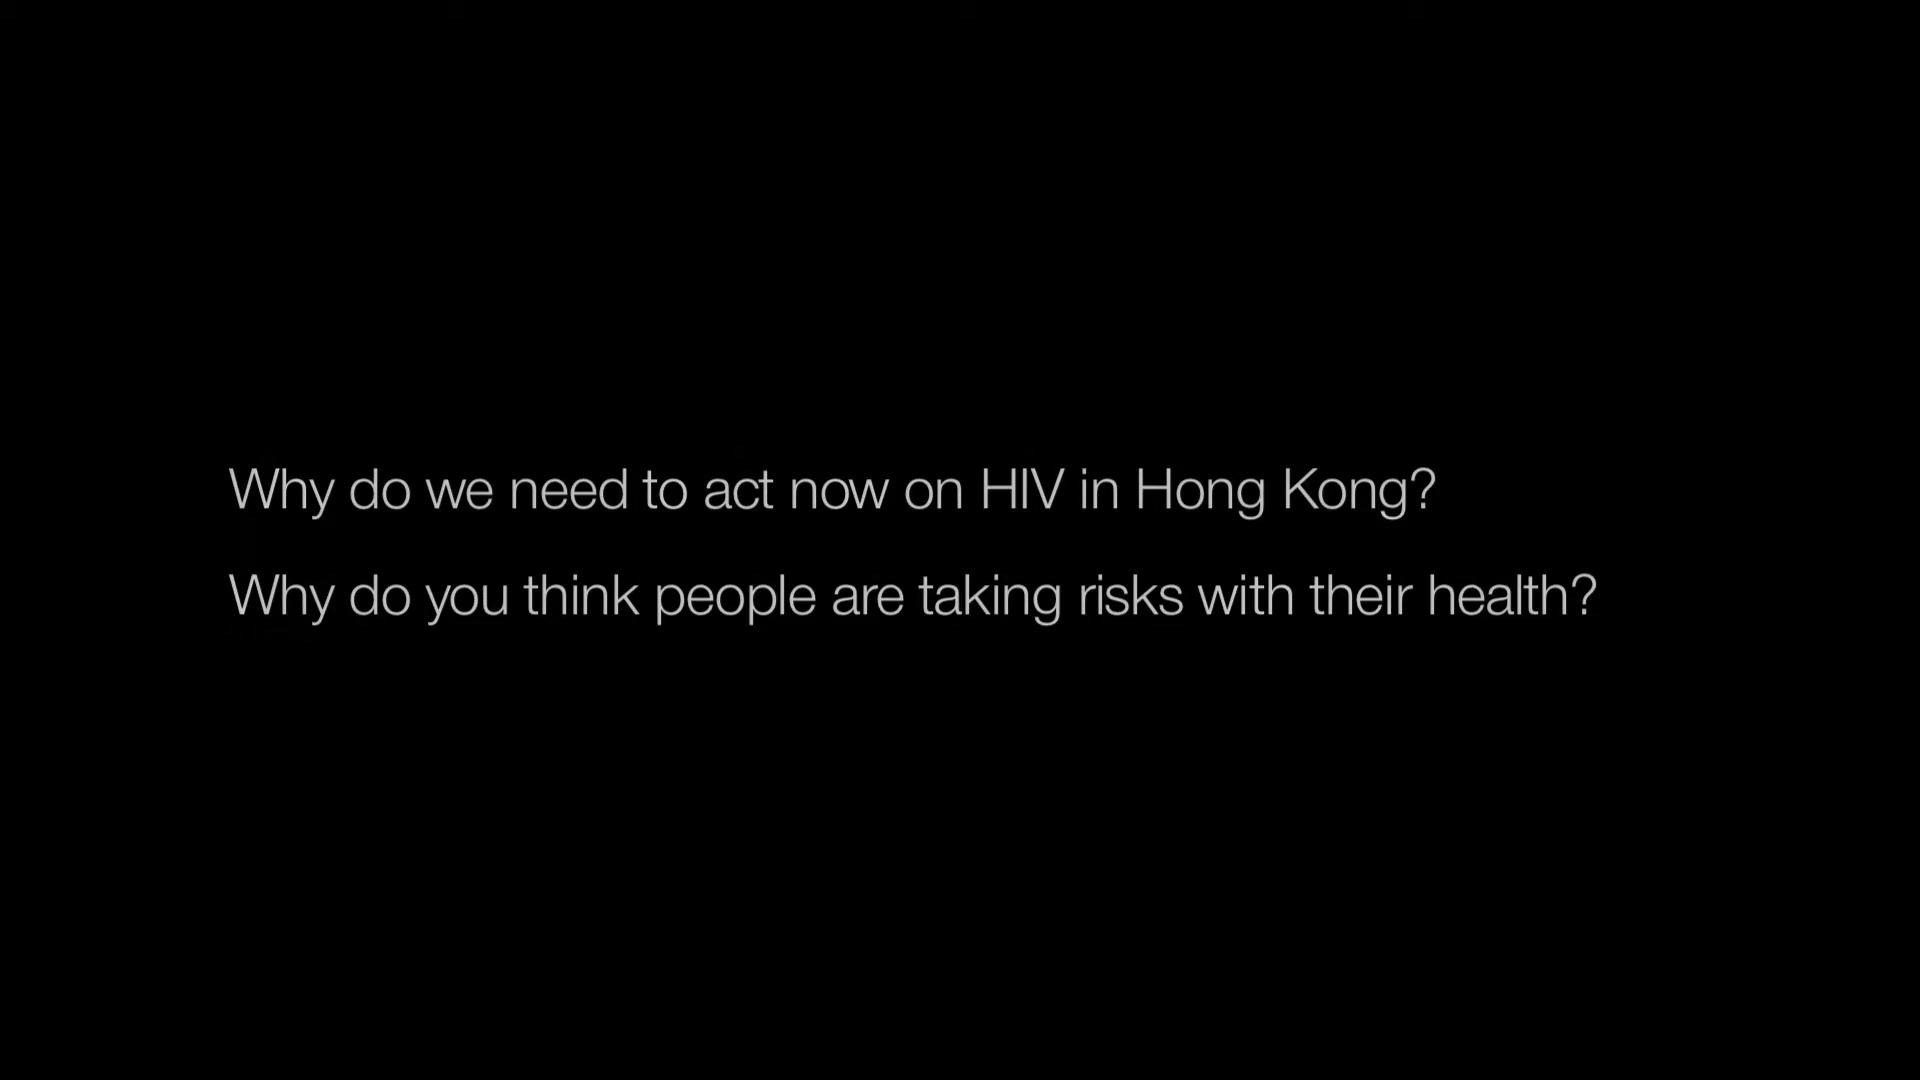 Why do we need to act now on HIV in Hong Kong?
Why do you think people are taking risks with their health?